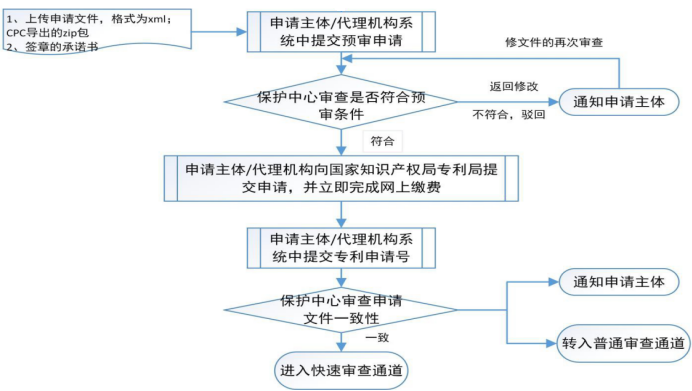 1、上传申请文件，格式为xml；
CPC导出的zip包
2、签章的承诺书
申请主体/代理机构系
统中提交预审申请
修文件的再次审查
保护中心审查是否符合预
审条件
返回修改
不符合，驳回
通知申请主体
符合
申请主体/代理机构向国家知识产权局专利局提
交申请，并立即完成网上缴费
申请主体/代理机构系
统中提交专利申请号
保护中心审查申请
文件一致性
通知申请主体
转入普通审查通道
一致
进入快速审查通道